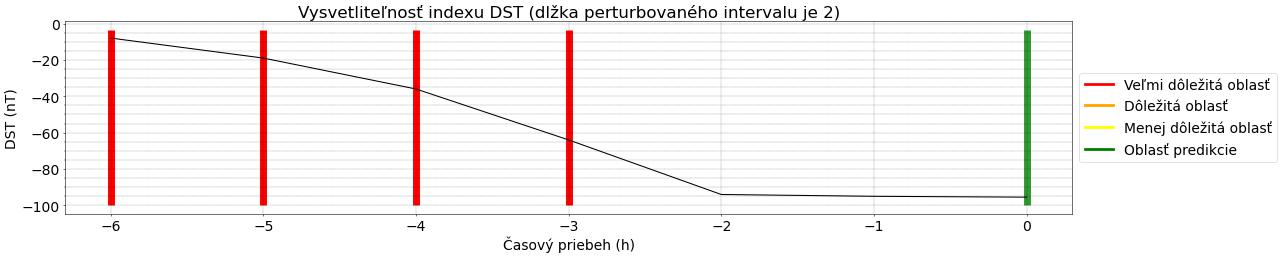 Vysvetliteľnosť indexu DST (dlžka perturbovaného intervalu je 2)
DST (nT)
0
−20
−40
−60
−80
−100
−6
−5
−4
−3
−2
−1
0
Časový priebeh (h)
Veľmi dôležitá oblasť
Dôležitá oblasť
Menej dôležitá oblasť
Oblasť predikcie